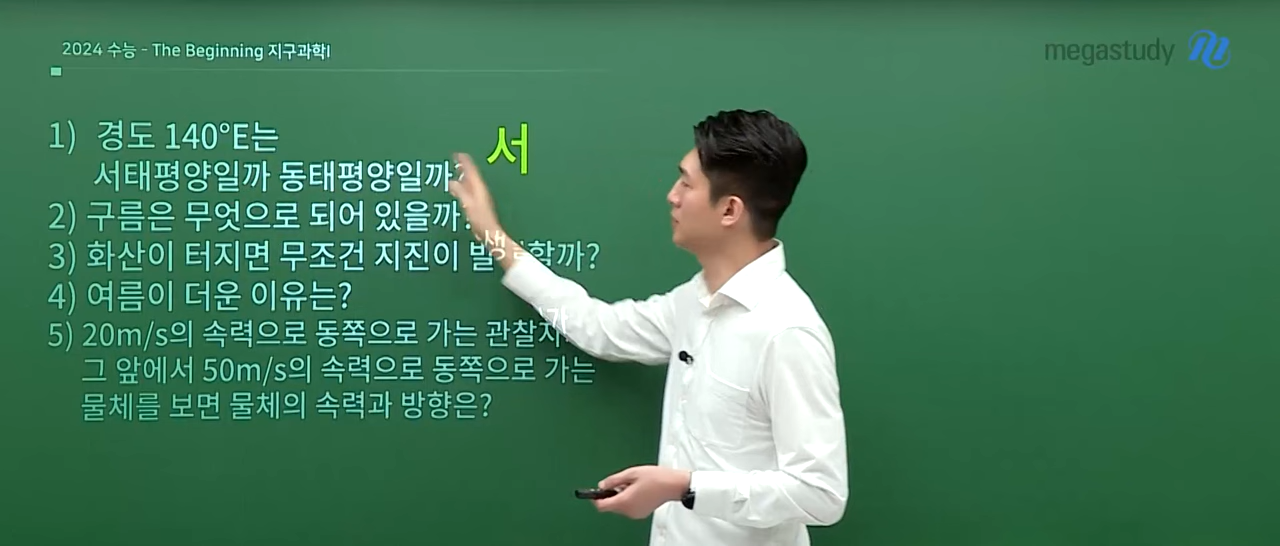 2024 수능 - The Beginning 지구과학I
megastudy
1) 경도 140°E는
서
서태평양일까 동태평양일까?
2) 구름은 무엇으로 되어 있을까?
3) 화산이 터지면 무조건 지진이 발생할까?
4) 여름이 더운 이유는?
5) 20m/s의 속력으로 동쪽으로 가는 관찰자가
그 앞에서 50m/s의 속력으로 동쪽으로 가는
물체를 보면 물체의 속력과 방향은?